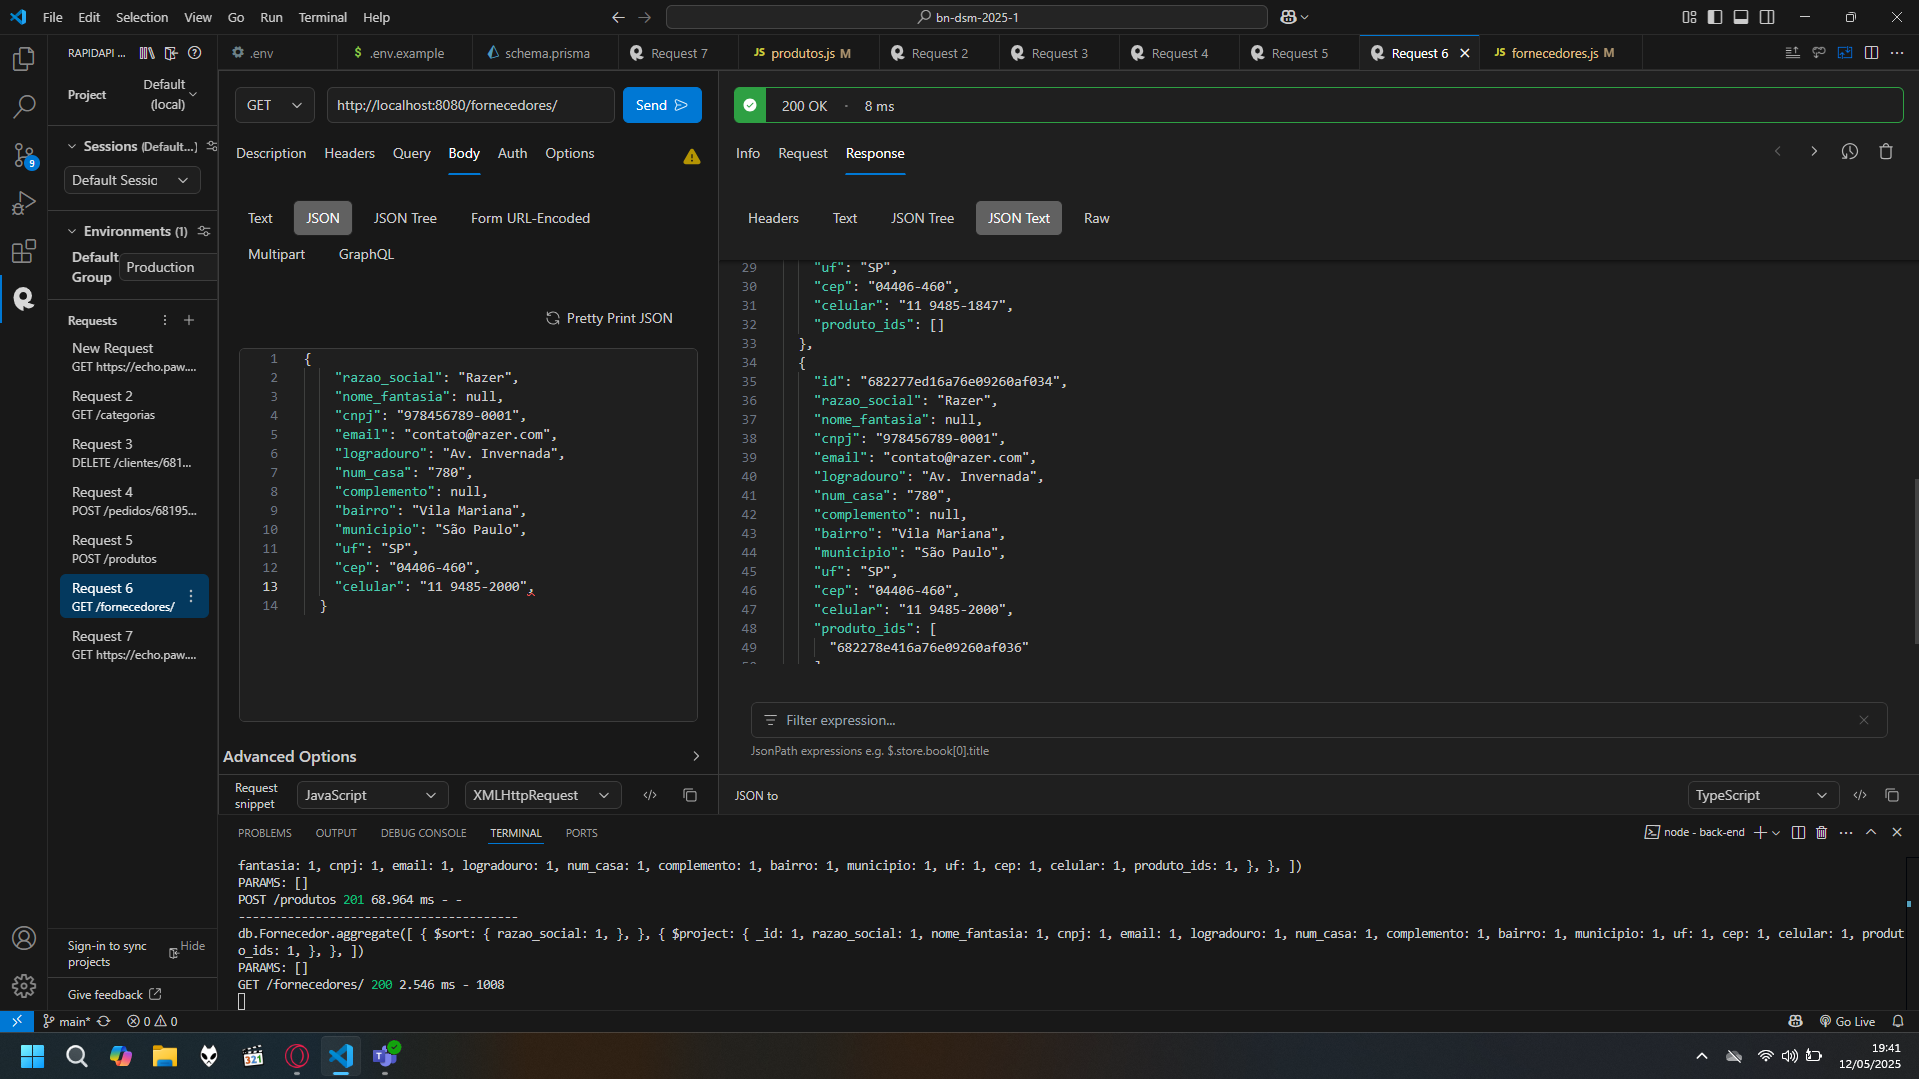 File Edit Selection View Go Run Terminal Help
bn-dsm-2025-1
RAPIDAPI ...
.env
.env.example
schema.prisma
Request 7
JS produtos.js M
Request 2
Request 3
Request 4
Request 5
Request 6
JS fornecedores.js M
Project
Default (local)
Sessions (Default...)
9
Default Sessio
Environments (1)
Default Group
Production
Requests
New Request
GET https://echo.paw....
Request 2
GET /categorias
Request 3
DELETE /clientes/681...
Request 4
POST /pedidos/68195...
Request 5
POST /produtos
Request 6
GET /fornecedores/
Request 7
GET https://echo.paw....
Sign-in to sync projects
Hide
Give feedback
GET
http://localhost:8080/fornecedores/
Send
Description Headers Query Body Auth Options
Text JSON JSON Tree Form URL-Encoded
Multipart GraphQL
Pretty Print JSON
1 {
2 "razao_social": "Razer",
3 "nome_fantasia": null,
4 "cnpj": "978456789-0001",
5 "email": "contato@razer.com",
6 "logradouro": "Av. Invernada",
7 "num_casa": "780",
8 "complemento": null,
9 "bairro": "Vila Mariana",
10 "municipio": "São Paulo",
11 "uf": "SP",
12 "cep": "04406-460",
13 "celular": "11 9485-2000",
14 }
Advanced Options
Request snippet
JavaScript
XMLHttpRequest
200 OK · 8 ms
Info Request Response
Headers Text JSON Tree JSON Text Raw
29 "uf": "SP",
30 "cep": "04406-460",
31 "celular": "11 9485-1847",
32 "produto_ids": []
33 },
34 {
35 "id": "682277ed16a76e09260af034",
36 "razao_social": "Razer",
37 "nome_fantasia": null,
38 "cnpj": "978456789-0001",
39 "email": "contato@razer.com",
40 "logradouro": "Av. Invernada",
41 "num_casa": "780",
42 "complemento": null,
43 "bairro": "Vila Mariana",
44 "municipio": "São Paulo",
45 "uf": "SP",
46 "cep": "04406-460",
47 "celular": "11 9485-2000",
48 "produto_ids": [
49 "682278e416a76e09260af036"
Filter expression...
JsonPath expressions e.g. $.store.book[0].title
JSON to
TypeScript
PROBLEMS OUTPUT DEBUG CONSOLE TERMINAL PORTS
node - back-end
fantasia: 1, cnpj: 1, email: 1, logradouro: 1, num_casa: 1, complemento: 1, bairro: 1, municipio: 1, uf: 1, cep: 1, celular: 1, produto_ids: 1, }, }, ])
PARAMS: []
POST /produtos 201 68.964 ms - -
----------------------------------------
db.Fornecedor.aggregate([ { $sort: { razao_social: 1, }, }, { $project: { _id: 1, razao_social: 1, nome_fantasia: 1, cnpj: 1, email: 1, logradouro: 1, num_casa: 1, complemento: 1, bairro: 1, municipio: 1, uf: 1, cep: 1, celular: 1, produt
o_ids: 1, }, }, ])
PARAMS: []
GET /fornecedores/ 200 2.546 ms - 1008
main* 0 0
Go Live
321
19:41
12/05/2025